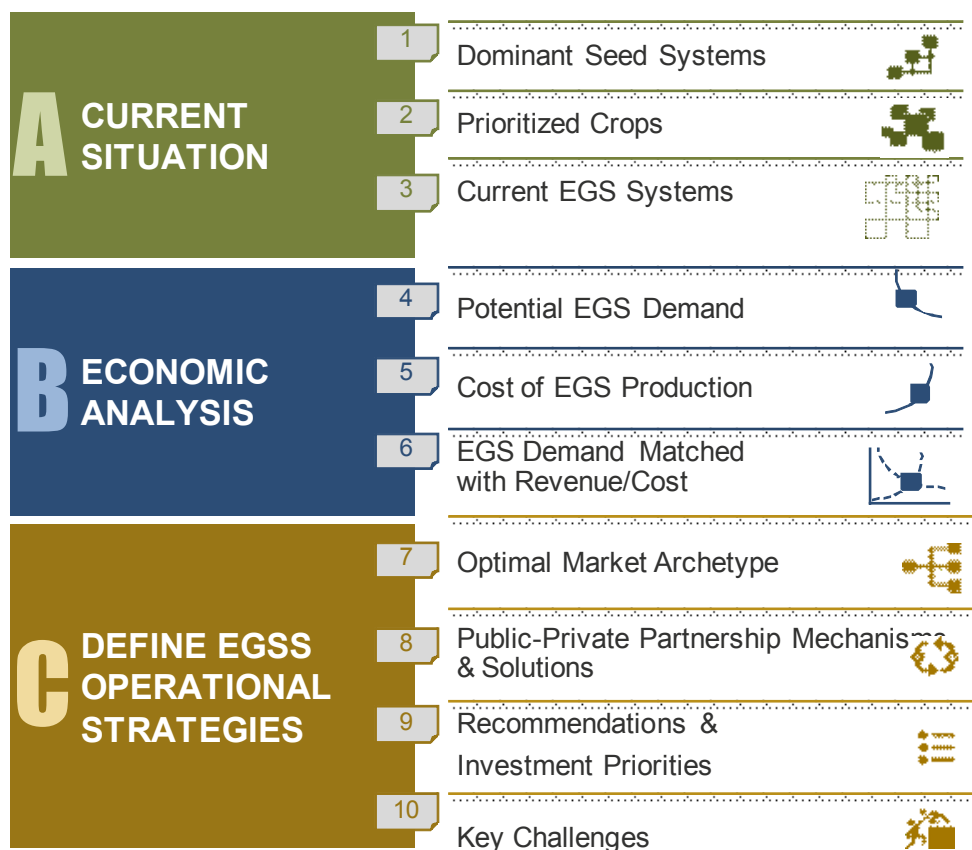 A
CURRENT
SITUATION
1
Dominant Seed Systems
2
Prioritized Crops
3
Current EGS Systems
B
ECONOMIC
ANALYSIS
4
Potential EGS Demand
5
Cost of EGS Production
6
EGS Demand Matched
with Revenue/Cost
C
DEFINE EGSS
OPERATIONAL
STRATEGIES
7
Optimal Market Archetype
8
Public-Private Partnership Mechanisms
& Solutions
9
Recommendations &
Investment Priorities
10
Key Challenges